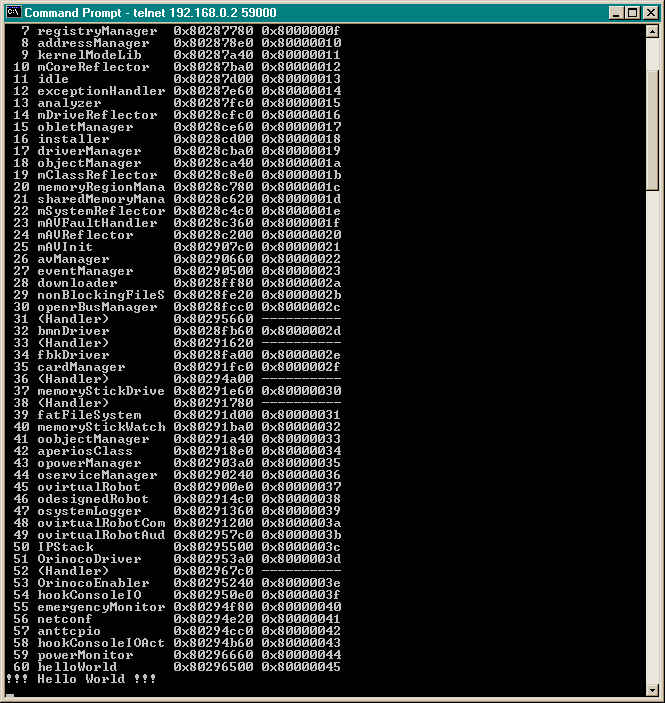 Command Prompt - telnet 192.168.0.2 59000
7 registryManager 0x80287780 0x8000000f
8 addressManager 0x802878e0 0x80000010
9 kernelModeLib 0x80287a40 0x80000011
10 mCoreReflector 0x80287ba0 0x80000012
11 idle 0x80287d00 0x80000013
12 exceptionHandler 0x80287e60 0x80000014
13 analyzer 0x80287fc0 0x80000015
14 mDriveReflector 0x8028cfc0 0x80000016
15 obletManager 0x8028ce60 0x80000017
16 installer 0x8028cd00 0x80000018
17 driverManager 0x8028cba0 0x80000019
18 objectManager 0x8028ca40 0x8000001a
19 mClassReflector 0x8028c8e0 0x8000001b
20 memoryRegionMana 0x8028c780 0x8000001c
21 sharedMemoryMana 0x8028c620 0x8000001d
22 mSystemReflector 0x8028c4c0 0x8000001e
23 mAVFaultHandler 0x8028c360 0x8000001f
24 mAVReflector 0x8028c200 0x80000020
25 mAVInit 0x802907c0 0x80000021
26 avManager 0x80290660 0x80000022
27 eventManager 0x80290500 0x80000023
28 downloader 0x8028ff80 0x8000002a
29 nonBlockingFileS 0x8028fe20 0x8000002b
30 openrBusManager 0x8028fcc0 0x8000002c
31 (Handler) 0x80295660 ----------
32 bmnDriver 0x8028fb60 0x8000002d
33 (Handler) 0x80291620 ----------
34 fbkDriver 0x8028fa00 0x8000002e
35 cardManager 0x80291fc0 0x8000002f
36 (Handler) 0x80294a00 ----------
37 memoryStickDrive 0x80291e60 0x80000030
38 (Handler) 0x80291780 ----------
39 fatFileSystem 0x80291d00 0x80000031
40 memoryStickWatch 0x80291ba0 0x80000032
41 oobjectManager 0x80291a40 0x80000033
42 aperiosClass 0x802918e0 0x80000034
43 opowerManager 0x802903a0 0x80000035
44 oserviceManager 0x80290240 0x80000036
45 ovirtualRobot 0x802900e0 0x80000037
46 odesignedRobot 0x802914c0 0x80000038
47 osystemLogger 0x80291360 0x80000039
48 ovirtualRobotCom 0x80291200 0x8000003a
49 ovirtualRobotAud 0x802957c0 0x8000003b
50 IPStack 0x80295500 0x8000003c
51 OrinocoDriver 0x802953a0 0x8000003d
52 (Handler) 0x802967c0 ----------
53 OrinocoEnabler 0x80295240 0x8000003e
54 hookConsoleIO 0x802950e0 0x8000003f
55 emergencyMonitor 0x80294f80 0x80000040
56 netconf 0x80294e20 0x80000041
57 anttcpio 0x80294cc0 0x80000042
58 hookConsoleIOAct 0x80294b60 0x80000043
59 powerMonitor 0x80296660 0x80000044
60 helloWorld 0x80296500 0x80000045
!!! Hello World !!!